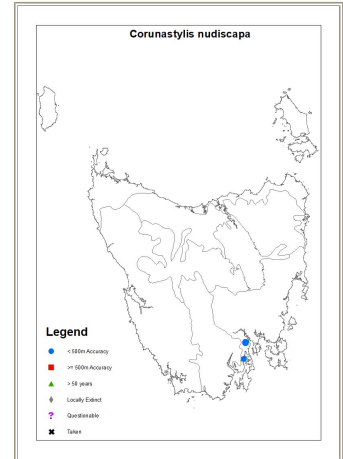 Corunastylis nudiscapa
Legend
< 500m Accuracy
>= 500m Accuracy
> 50 years
Locally Extinct
Questionable
Taken